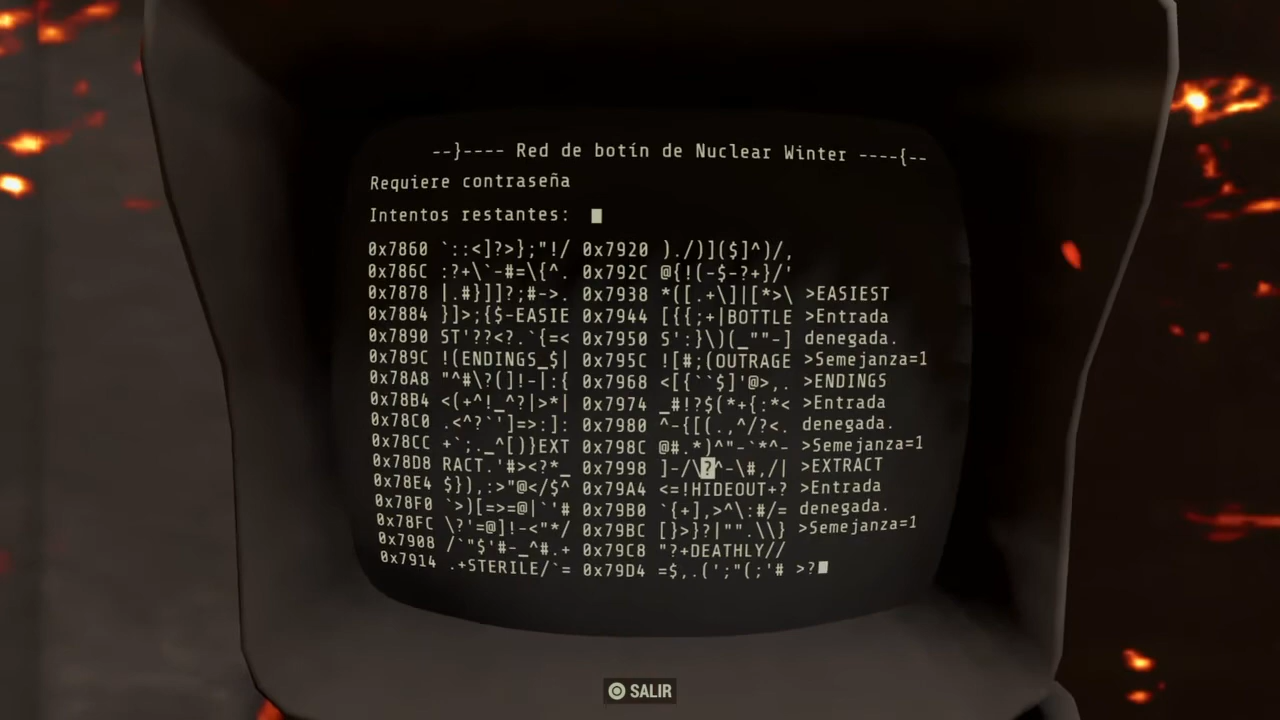 --}---- Red de botín de Nuclear Winter ----{--
Requiere contraseña
Intentos restantes: ■
0x7860 `::<]?>};"!/ 0x7920 )./)]($]^)/,
0x786C :?+\`-#=\{^. 0x792C @{!(-$-?+}/'
0x7878 |.#}]]?;#->. 0x7938 *([.+\]|[*>\ >EASIEST
0x7884 }]>;{$-EASIE 0x7944 [{{;+|BOTTLE >Entrada
0x7890 ST'??<?.`{=< 0x7950 S':}\)(_""-] denegada.
0x789C !(ENDINGS_$| 0x795C ![#;(OUTRAGE >Semejanza=1
0x78A8 "^#\?(]!-|:{ 0x7968 <[{``$]'@>,. >ENDINGS
0x78B4 <(+^!_^?|>*| 0x7974 _#!?$(*+{:*< >Entrada
0x78C0 .<^?`']=>:]: 0x7980 ^-{[(.,^/?<. denegada.
0x78CC +`;._^[)}EXT 0x798C @#.*)^"-`*^- >Semejanza=1
0x78D8 RACT.'#><?*_ 0x7998 ]-/\?^-\#,/| >EXTRACT
0x78E4 $}),:>"@</$^ 0x79A4 <=!HIDEOUT+? >Entrada
0x78F0 `>)[=>=@|`'# 0x79B0 `{+],>^\:#/= denegada.
0x78FC \?'=@]!-<"*/ 0x79BC [}>}?|"".\\} >Semejanza=1
0x7908 /`"$'#-_^#.+ 0x79C8 "?+DEATHLY//
0x7914 .+STERILE/`= 0x79D4 =$,.(';"(;'# >?■
SALIR